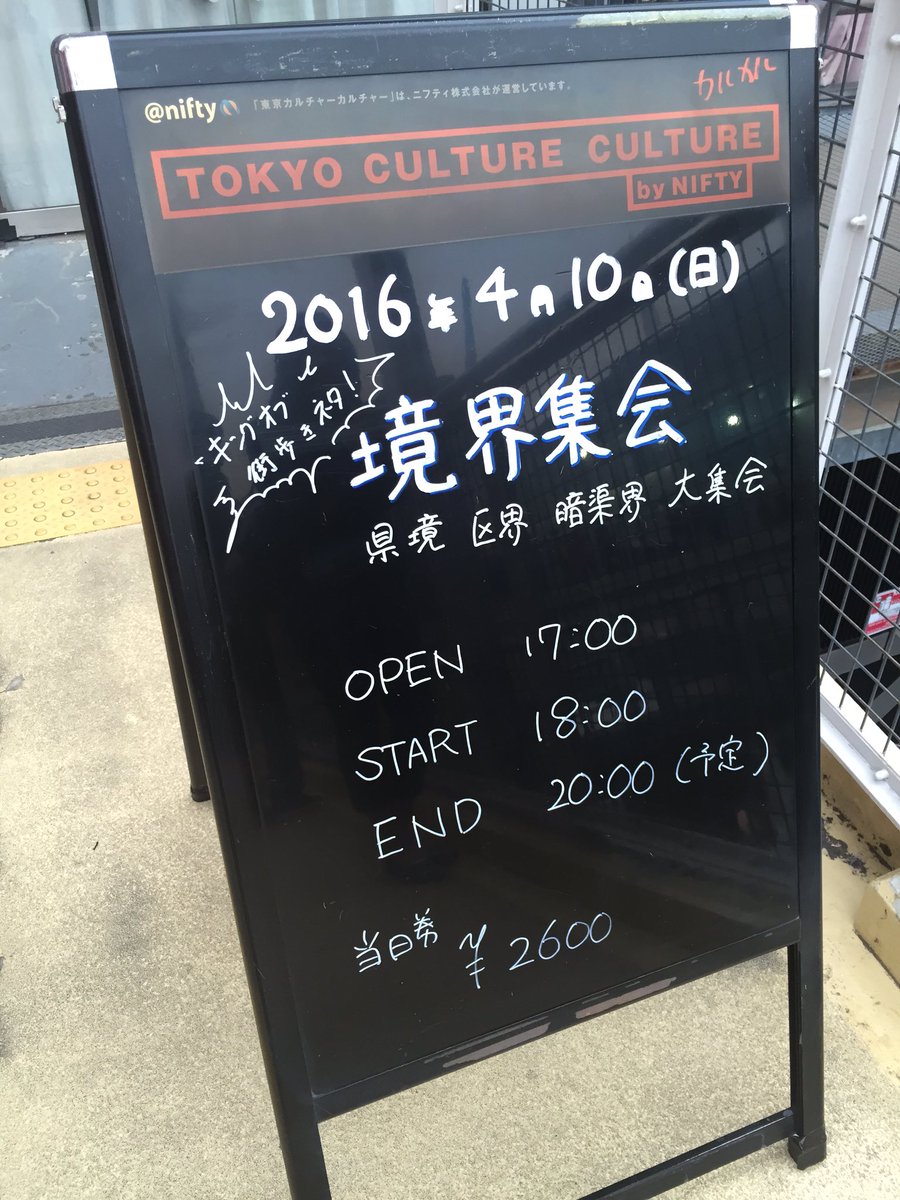 @nifty 「東京カルチャーカルチャー」は、ニフティ株式会社が運営しています。
カルカル
TOKYO CULTURE CULTURE
by NIFTY
2016年4月10日(日)
キングオブ
街歩きネタ!
境界集会
県境 区界 暗渠界 大集会
OPEN 17:00
START 18:00
END 20:00(予定)
当日券 ¥2600